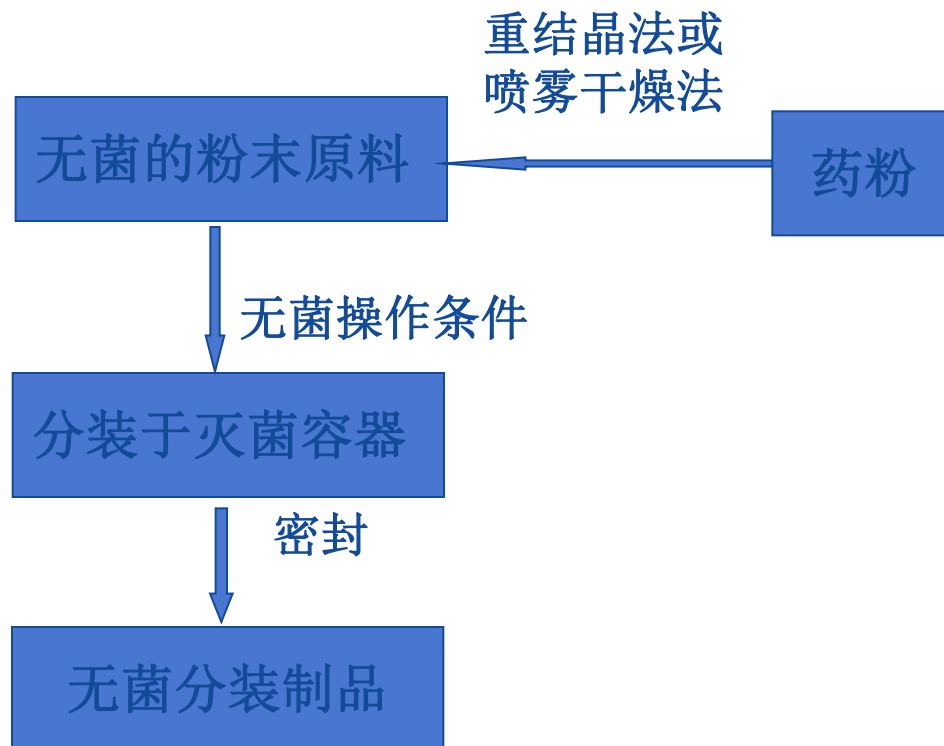 重结晶法或
喷雾干燥法
无菌的粉末原料
药粉
无菌操作条件
分装于灭菌容器
密封
无菌分装制品